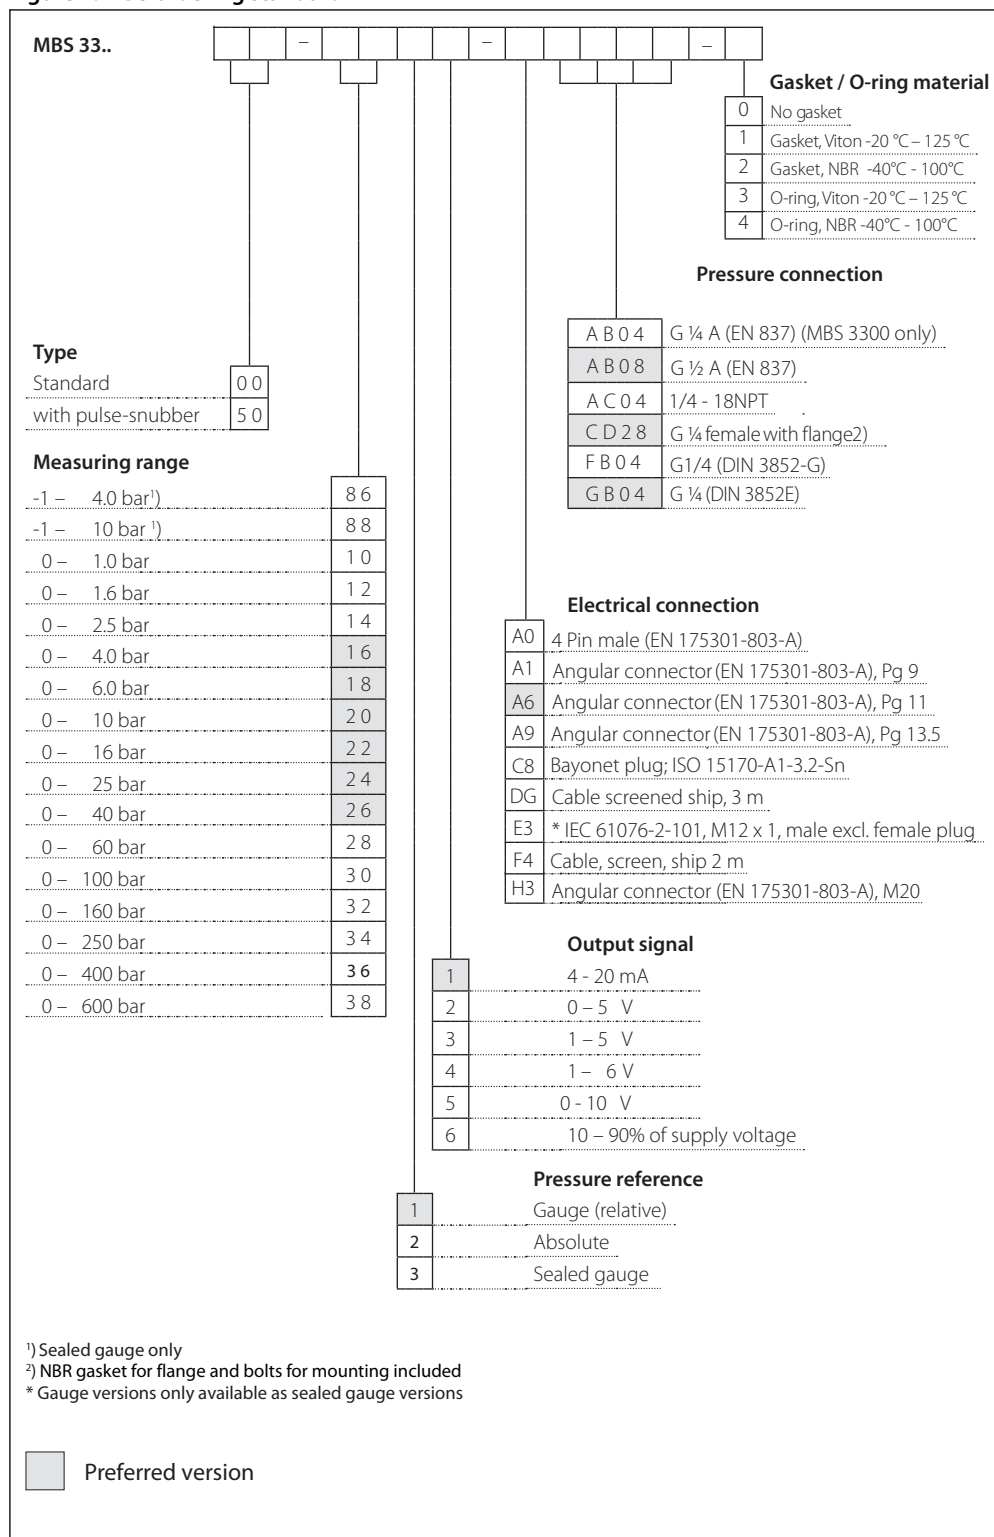 MBS 33..
– – –
Gasket / O-ring material
0 No gasket
1 Gasket, Viton -20 °C – 125 °C
2 Gasket, NBR -40°C - 100°C
3 O-ring, Viton -20 °C – 125 °C
4 O-ring, NBR -40°C - 100°C
Pressure connection
A B 0 4 G ¼ A (EN 837) (MBS 3300 only)
A B 0 8 G ½ A (EN 837)
A C 0 4 1/4 - 18NPT
C D 2 8 G ¼ female with flange2)
F B 0 4 G1/4 (DIN 3852-G)
G B 0 4 G ¼ (DIN 3852E)
Type
Standard 0 0
with pulse-snubber 5 0
Measuring range
-1 – 4.0 bar¹) 8 6
-1 – 10 bar ¹) 8 8
0 – 1.0 bar 1 0
0 – 1.6 bar 1 2
0 – 2.5 bar 1 4
0 – 4.0 bar 1 6
0 – 6.0 bar 1 8
0 – 10 bar 2 0
0 – 16 bar 2 2
0 – 25 bar 2 4
0 – 40 bar 2 6
0 – 60 bar 2 8
0 – 100 bar 3 0
0 – 160 bar 3 2
0 – 250 bar 3 4
0 – 400 bar 3 6
0 – 600 bar 3 8
Electrical connection
A0 4 Pin male (EN 175301-803-A)
A1 Angular connector (EN 175301-803-A), Pg 9
A6 Angular connector (EN 175301-803-A), Pg 11
A9 Angular connector (EN 175301-803-A), Pg 13.5
C8 Bayonet plug; ISO 15170-A1-3.2-Sn
DG Cable screened ship, 3 m
E3 * IEC 61076-2-101, M12 x 1, male excl. female plug
F4 Cable, screen, ship 2 m
H3 Angular connector (EN 175301-803-A), M20
Output signal
1 4 - 20 mA
2 0 – 5 V
3 1 – 5 V
4 1 – 6 V
5 0 - 10 V
6 10 – 90% of supply voltage
Pressure reference
1 Gauge (relative)
2 Absolute
3 Sealed gauge
¹) Sealed gauge only
²) NBR gasket for flange and bolts for mounting included
* Gauge versions only available as sealed gauge versions
Preferred version